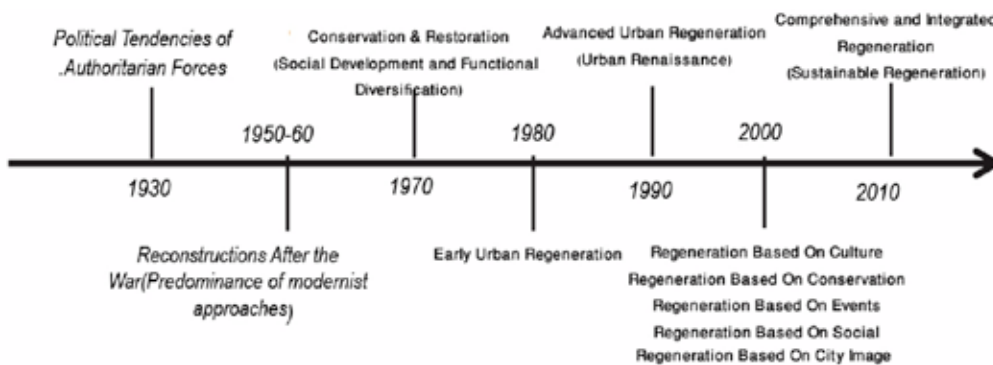 Political Tendencies of
.Authoritarian Forces
Conservation & Restoration
(Social Development and Functional
Diversification)
Advanced Urban Regeneration
(Urban Renaissance)
Comprehensive and Integrated
Regeneration
(Sustainable Regeneration)
1950-60
1980
2000
1930
1970
1990
2010
Reconstructions After the
War(Predominance of modernist
approaches)
Early Urban Regeneration
Regeneration Based On Culture
Regeneration Based On Conservation
Regeneration Based On Events
Regeneration Based On Social
Regeneration Based On City Image